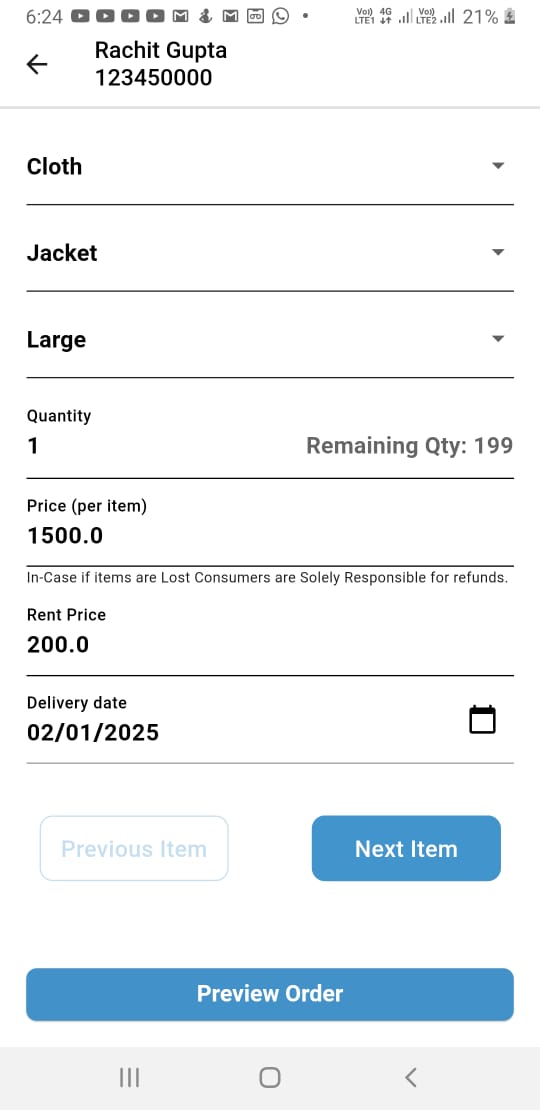 6:24
Vo)) 4G Vo)) 21%
LTE1 LTE2
Rachit Gupta
123450000
Cloth
Jacket
Large
Quantity
1 Remaining Qty: 199
Price (per item)
1500.0
In-Case if items are Lost Consumers are Solely Responsible for refunds.
Rent Price
200.0
Delivery date
02/01/2025
Previous Item Next Item
Preview Order